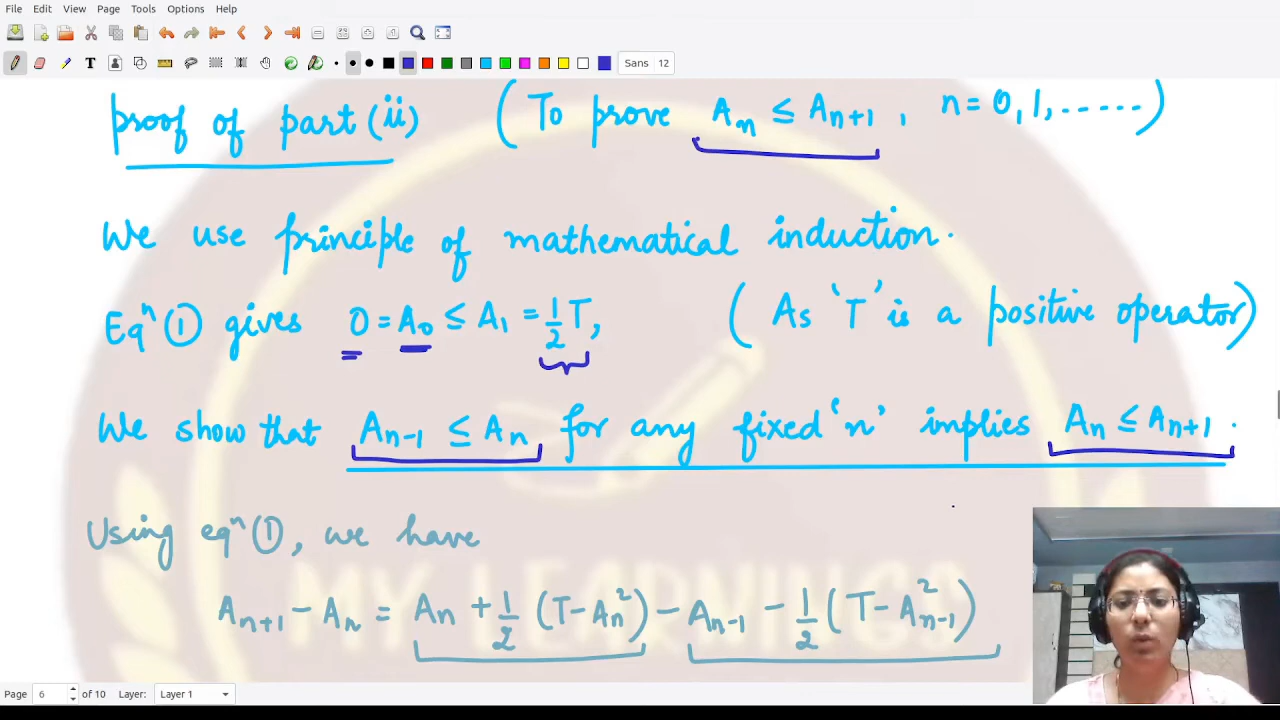 File Edit View Page Tools Options Help
T Sans 12
proof of part (ii) (To prove Aₙ ≤ Aₙ₊₁, n = 0, 1, .....)
We use principle of mathematical induction.
Eqⁿ ① gives 0 = A₀ ≤ A₁ = 1/2 T, (As 'T' is a positive operator)
We show that Aₙ₋₁ ≤ Aₙ for any fixed 'n' implies Aₙ ≤ Aₙ₊₁.
Using eqⁿ ①, we have
Aₙ₊₁ − Aₙ = Aₙ + 1/2 (T − Aₙ²) − Aₙ₋₁ − 1/2 (T − A²ₙ₋₁)
Page 6 of 10 Layer: Layer 1